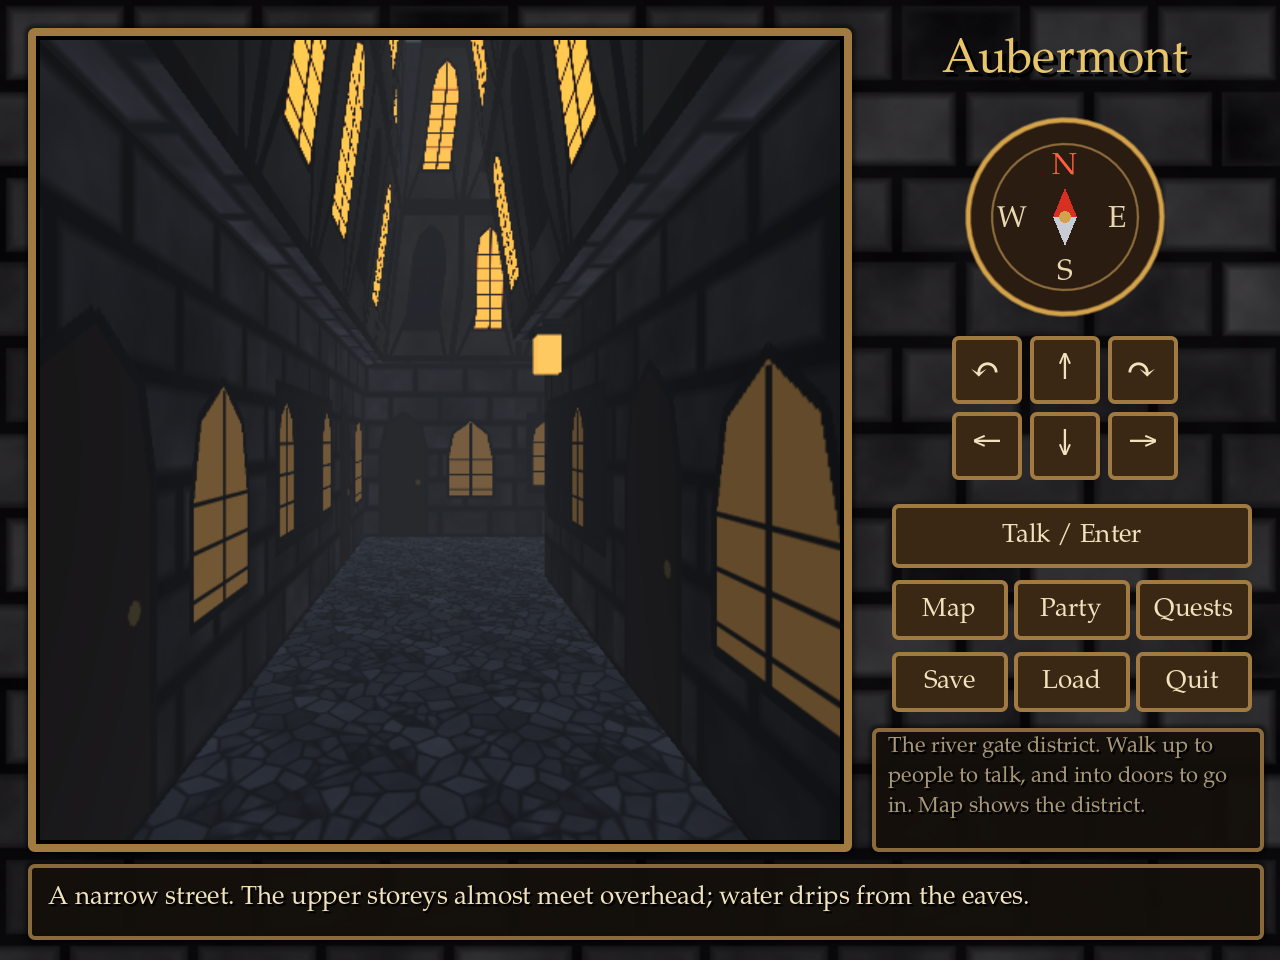 Aubermont
N
W E
S
↶ ↑ ↷
← ↓ →
Talk / Enter
Map Party Quests
Save Load Quit
The river gate district. Walk up to
people to talk, and into doors to go
in. Map shows the district.
A narrow street. The upper storeys almost meet overhead; water drips from the eaves.